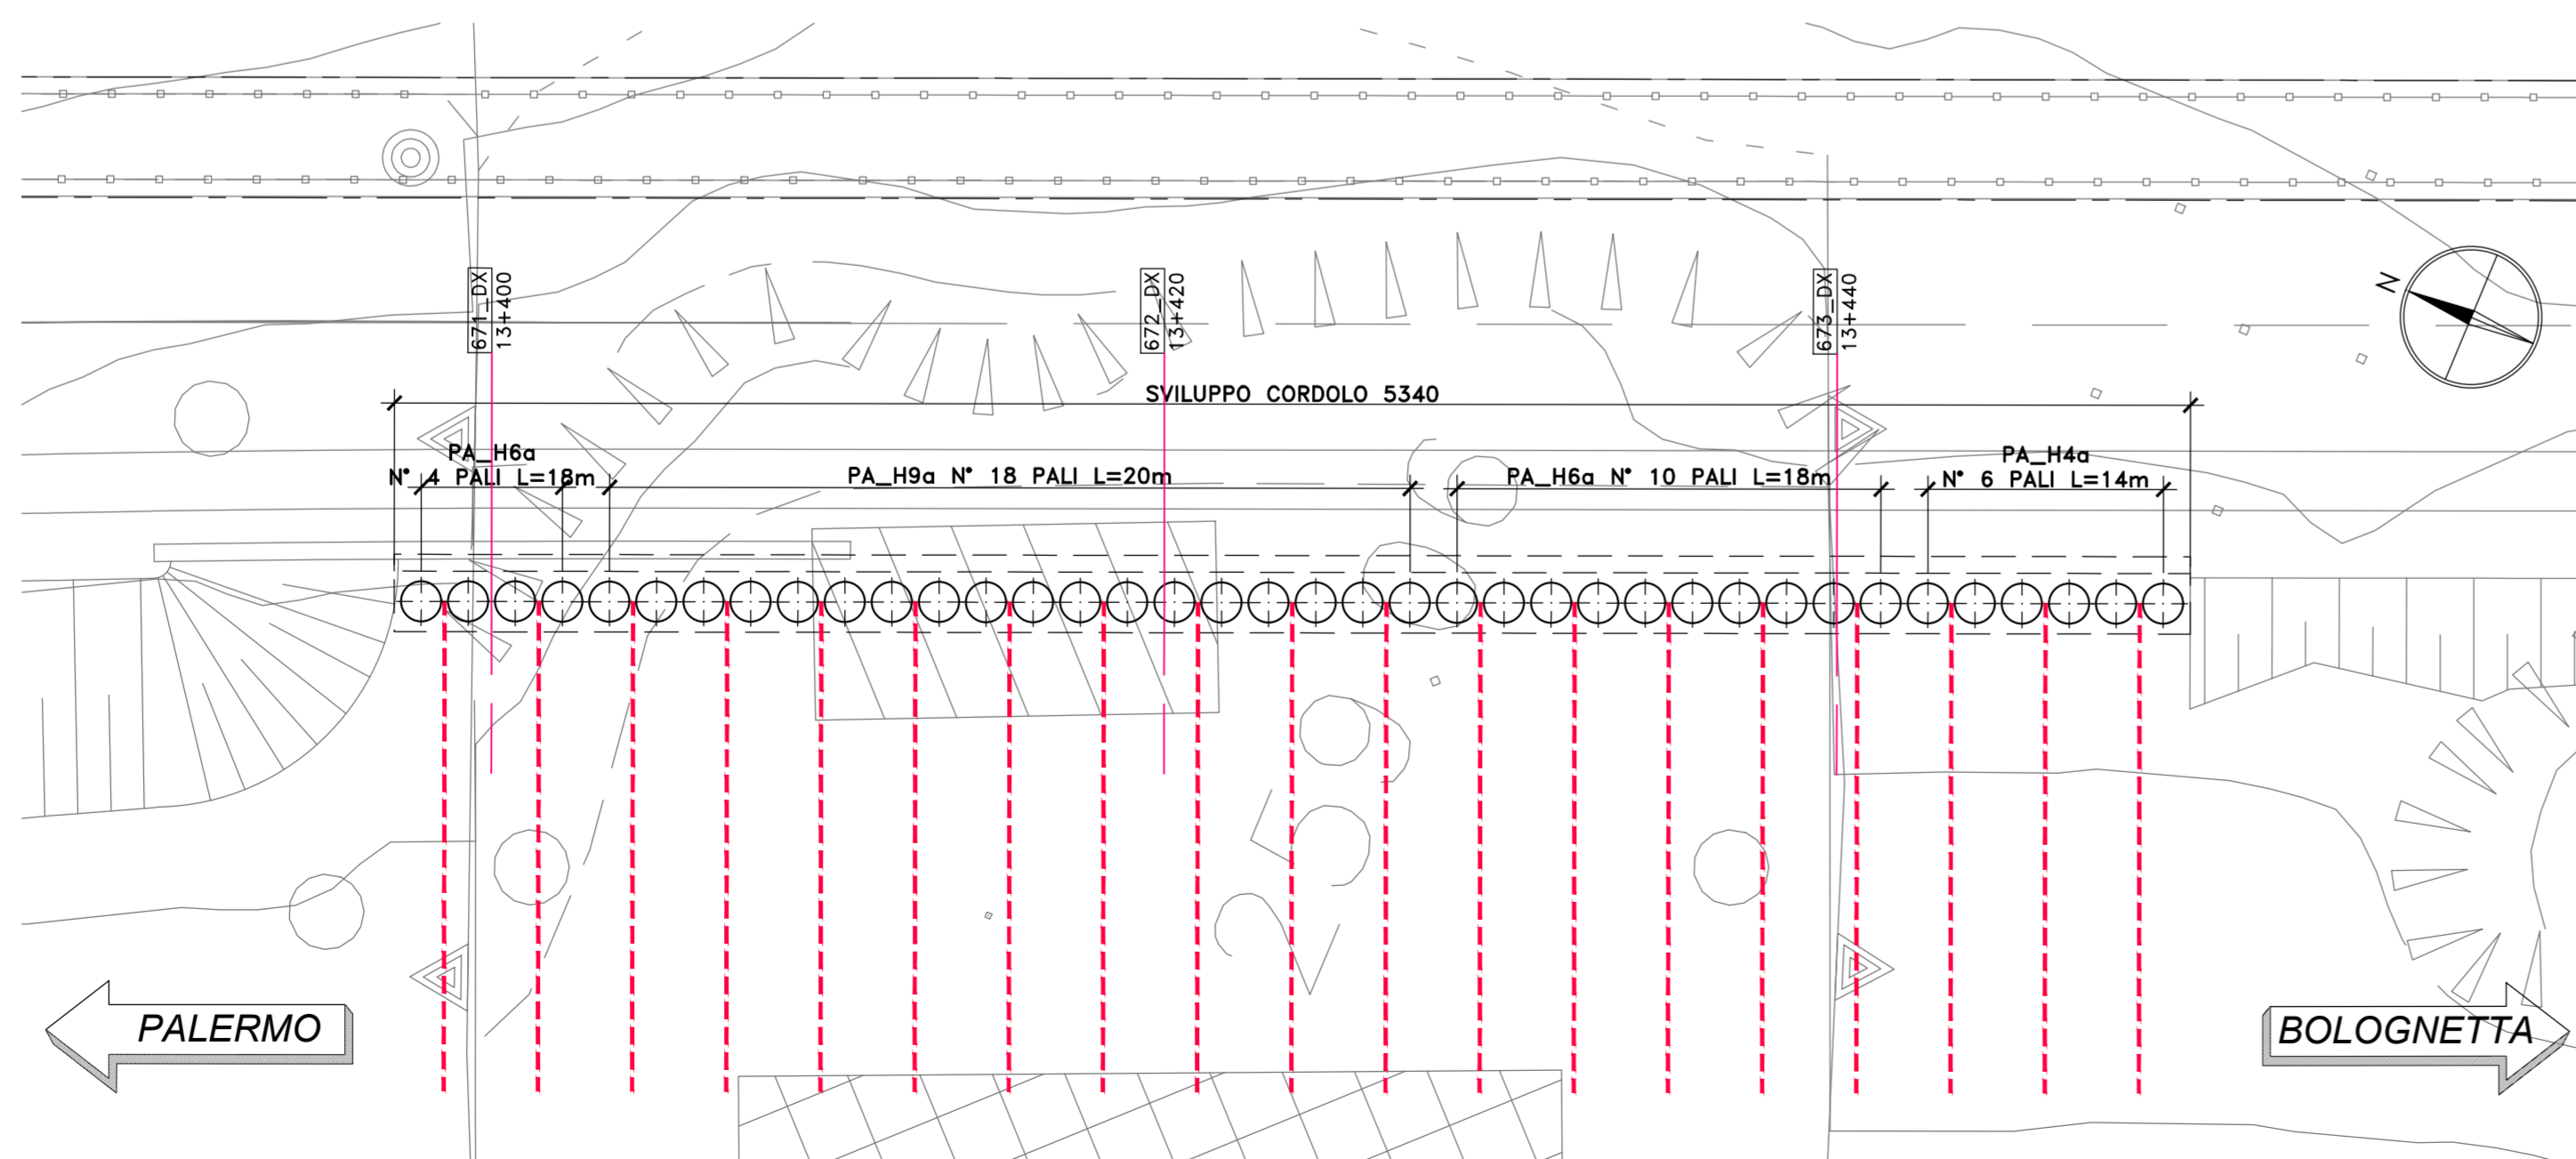 671_DX
13+400
672_DX
13+420
673_DX
13+440
N
SVILUPPO CORDOLO 5340
PA_H6a
N° 4 PALI L=18m
PA_H9a N° 18 PALI L=20m
PA_H6a N° 10 PALI L=18m
PA_H4a
N° 6 PALI L=14m
PALERMO
BOLOGNETTA